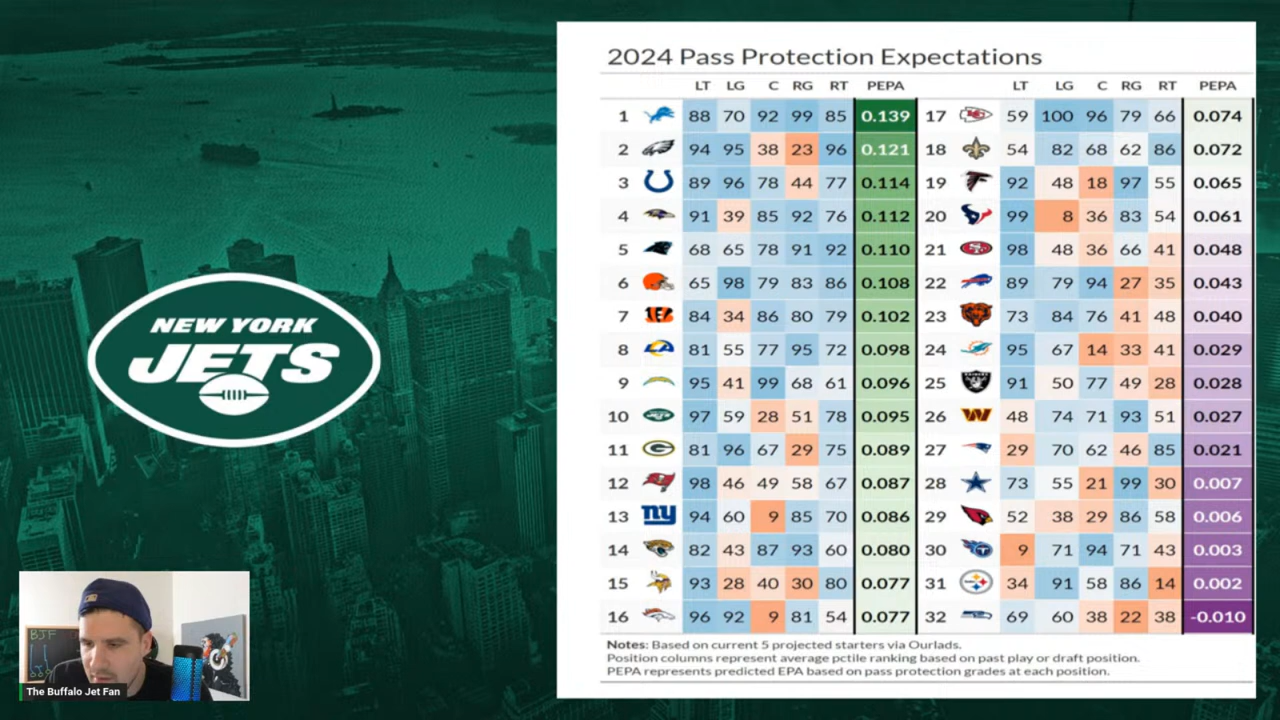 2024 Pass Protection Expectations
LT LG C RG RT PEPA LT LG C RG RT PEPA
1 88 70 92 99 85 0.139 17 59 100 96 79 66 0.074
2 94 95 38 23 96 0.121 18 54 82 68 62 86 0.072
3 89 96 78 44 77 0.114 19 92 48 18 97 55 0.065
4 91 39 85 92 76 0.112 20 99 8 36 83 54 0.061
5 68 65 78 91 92 0.110 21 98 48 36 66 41 0.048
6 65 98 79 83 86 0.108 22 89 79 94 27 35 0.043
7 84 34 86 80 79 0.102 23 73 84 76 41 48 0.040
8 81 55 77 95 72 0.098 24 95 67 14 33 41 0.029
9 95 41 99 68 61 0.096 25 91 50 77 49 28 0.028
10 97 59 28 51 78 0.095 26 48 74 71 93 51 0.027
11 81 96 67 29 75 0.089 27 29 70 62 46 85 0.021
12 98 46 49 58 67 0.087 28 73 55 21 99 30 0.007
13 ny 94 60 9 85 70 0.086 29 52 38 29 86 58 0.006
14 82 43 87 93 60 0.080 30 9 71 94 71 43 0.003
15 93 28 40 30 80 0.077 31 34 91 58 86 14 0.002
16 96 92 9 81 54 0.077 32 69 60 38 22 38 -0.010
Notes: Based on current 5 projected starters via Ourlads.
Position columns represent average pctile ranking based on past play or draft position.
PEPA represents predicted EPA based on pass protection grades at each position.
NEW YORK
JETS
BJF
The Buffalo Jet Fan